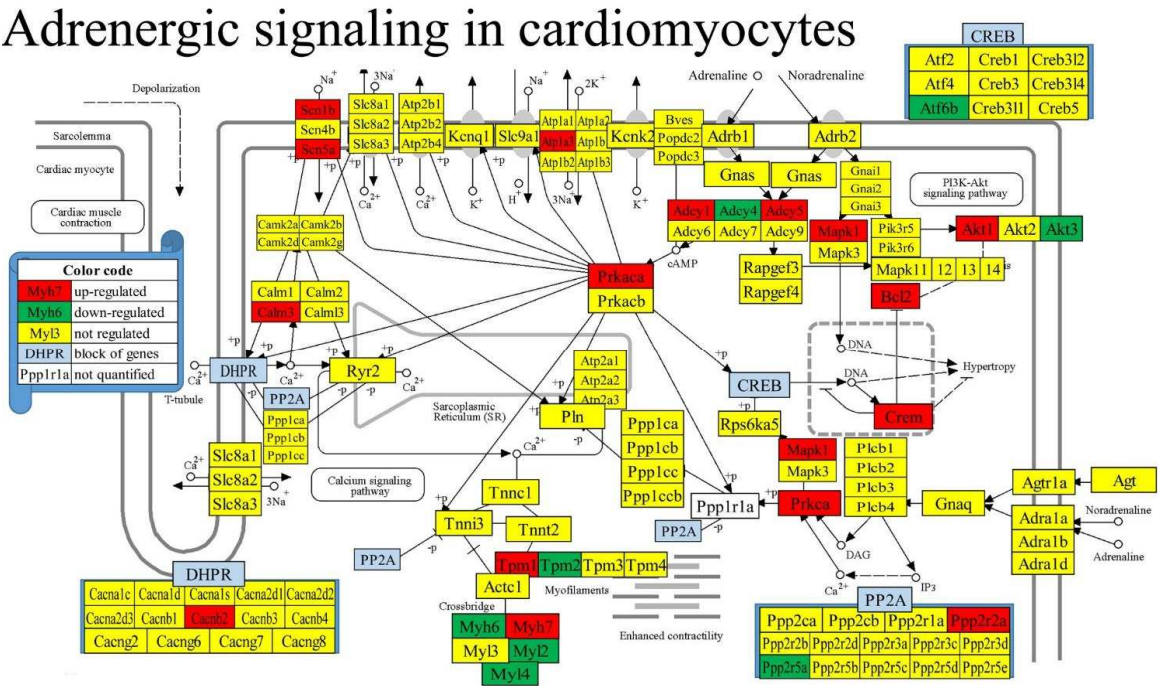 Adrenergic signaling in cardiomyocytes
CREB
Atf2 Creb1 Creb3l2
Atf4 Creb3 Creb3l4
Atf6b Creb3l1 Creb5
Depolarization
Sarcolemma
Cardiac myocyte
Cardiac muscle
contraction
Na+ 3Na+ Na+ 2K+
Adrenaline Noradrenaline
Scn1b
Scn4b
Scn5a
Slc8a1
Slc8a2
Slc8a3
Atp2b1
Atp2b2
Atp2b4
Kcnq1
Slc9a1
Atp1a1 Atp1a2
Atp1a3 Atp1b1
Atp1b2 Atp1b3
Kcnk2
Bves
Popdc2
Popdc3
Adrb1
Adrb2
+p +p +p +p +p +p
Ca2+ Ca2+ K+ H+ 3Na+ K+
Gnas Gnas
Gnai1
Gnai2
Gnai3
PI3K-Akt
signaling pathway
Camk2a Camk2b
Camk2d Camk2g
Adcy1 Adcy4 Adcy5
Adcy6 Adcy7 Adcy9
cAMP
Mapk1
Mapk3
Pik3r5
Pik3r6
Akt1 Akt2 Akt3
Rapgef3
Rapgef4
Mapk11 12 13 14
Bcl2
Color code
Myh7 up-regulated
Myh6 down-regulated
Myl3 not regulated
DHPR block of genes
Ppp1r1a not quantified
Calm1 Calm2
Calm3 Calml3
Prkaca
Prkacb
+p +p +p
Ca2+ DHPR Ca2+ Ryr2 Ca2+
T-tubule
-p -p -p
PP2A
Ppp1ca
Ppp1cb
Ppp1cc
Atp2a1
Atp2a2
Atp2a3
+p
Pln
-p
Sarcoplasmic
Reticulum (SR)
+p
CREB
+p
Rps6ka5
DNA
DNA
Hypertropy
Crem
Ppp1ca
Ppp1cb
Ppp1cc
Ppp1ccb
Slc8a1
Slc8a2
Slc8a3
Ca2+
3Na+
Calcium signaling
pathway
Ca2+
Tnnc1
Tnni3
Tnnt2
+p
-p
PP2A
Actc1
Tpm1 Tpm2 Tpm3 Tpm4
Myofilaments
Crossbridge
Myh6 Myh7
Myl3 Myl2
Myl4
Enhanced contractility
+p
Ppp1r1a
-p
PP2A
Mapk1
Mapk3
+p
Prkca
Plcb1
Plcb2
Plcb3
Plcb4
DAG
Ca2+
IP3
Gnaq
Agtr1a
Agt
Adra1a
Adra1b
Adra1d
Noradrenaline
Adrenaline
DHPR
Cacna1c Cacna1d Cacna1s Cacna2d1 Cacna2d2
Cacna2d3 Cacnb1 Cacnb2 Cacnb3 Cacnb4
Cacng2 Cacng6 Cacng7 Cacng8
PP2A
Ppp2ca Ppp2cb Ppp2r1a Ppp2r2a
Ppp2r2b Ppp2r2d Ppp2r3a Ppp2r3c Ppp2r3d
Ppp2r5a Ppp2r5b Ppp2r5c Ppp2r5d Ppp2r5e